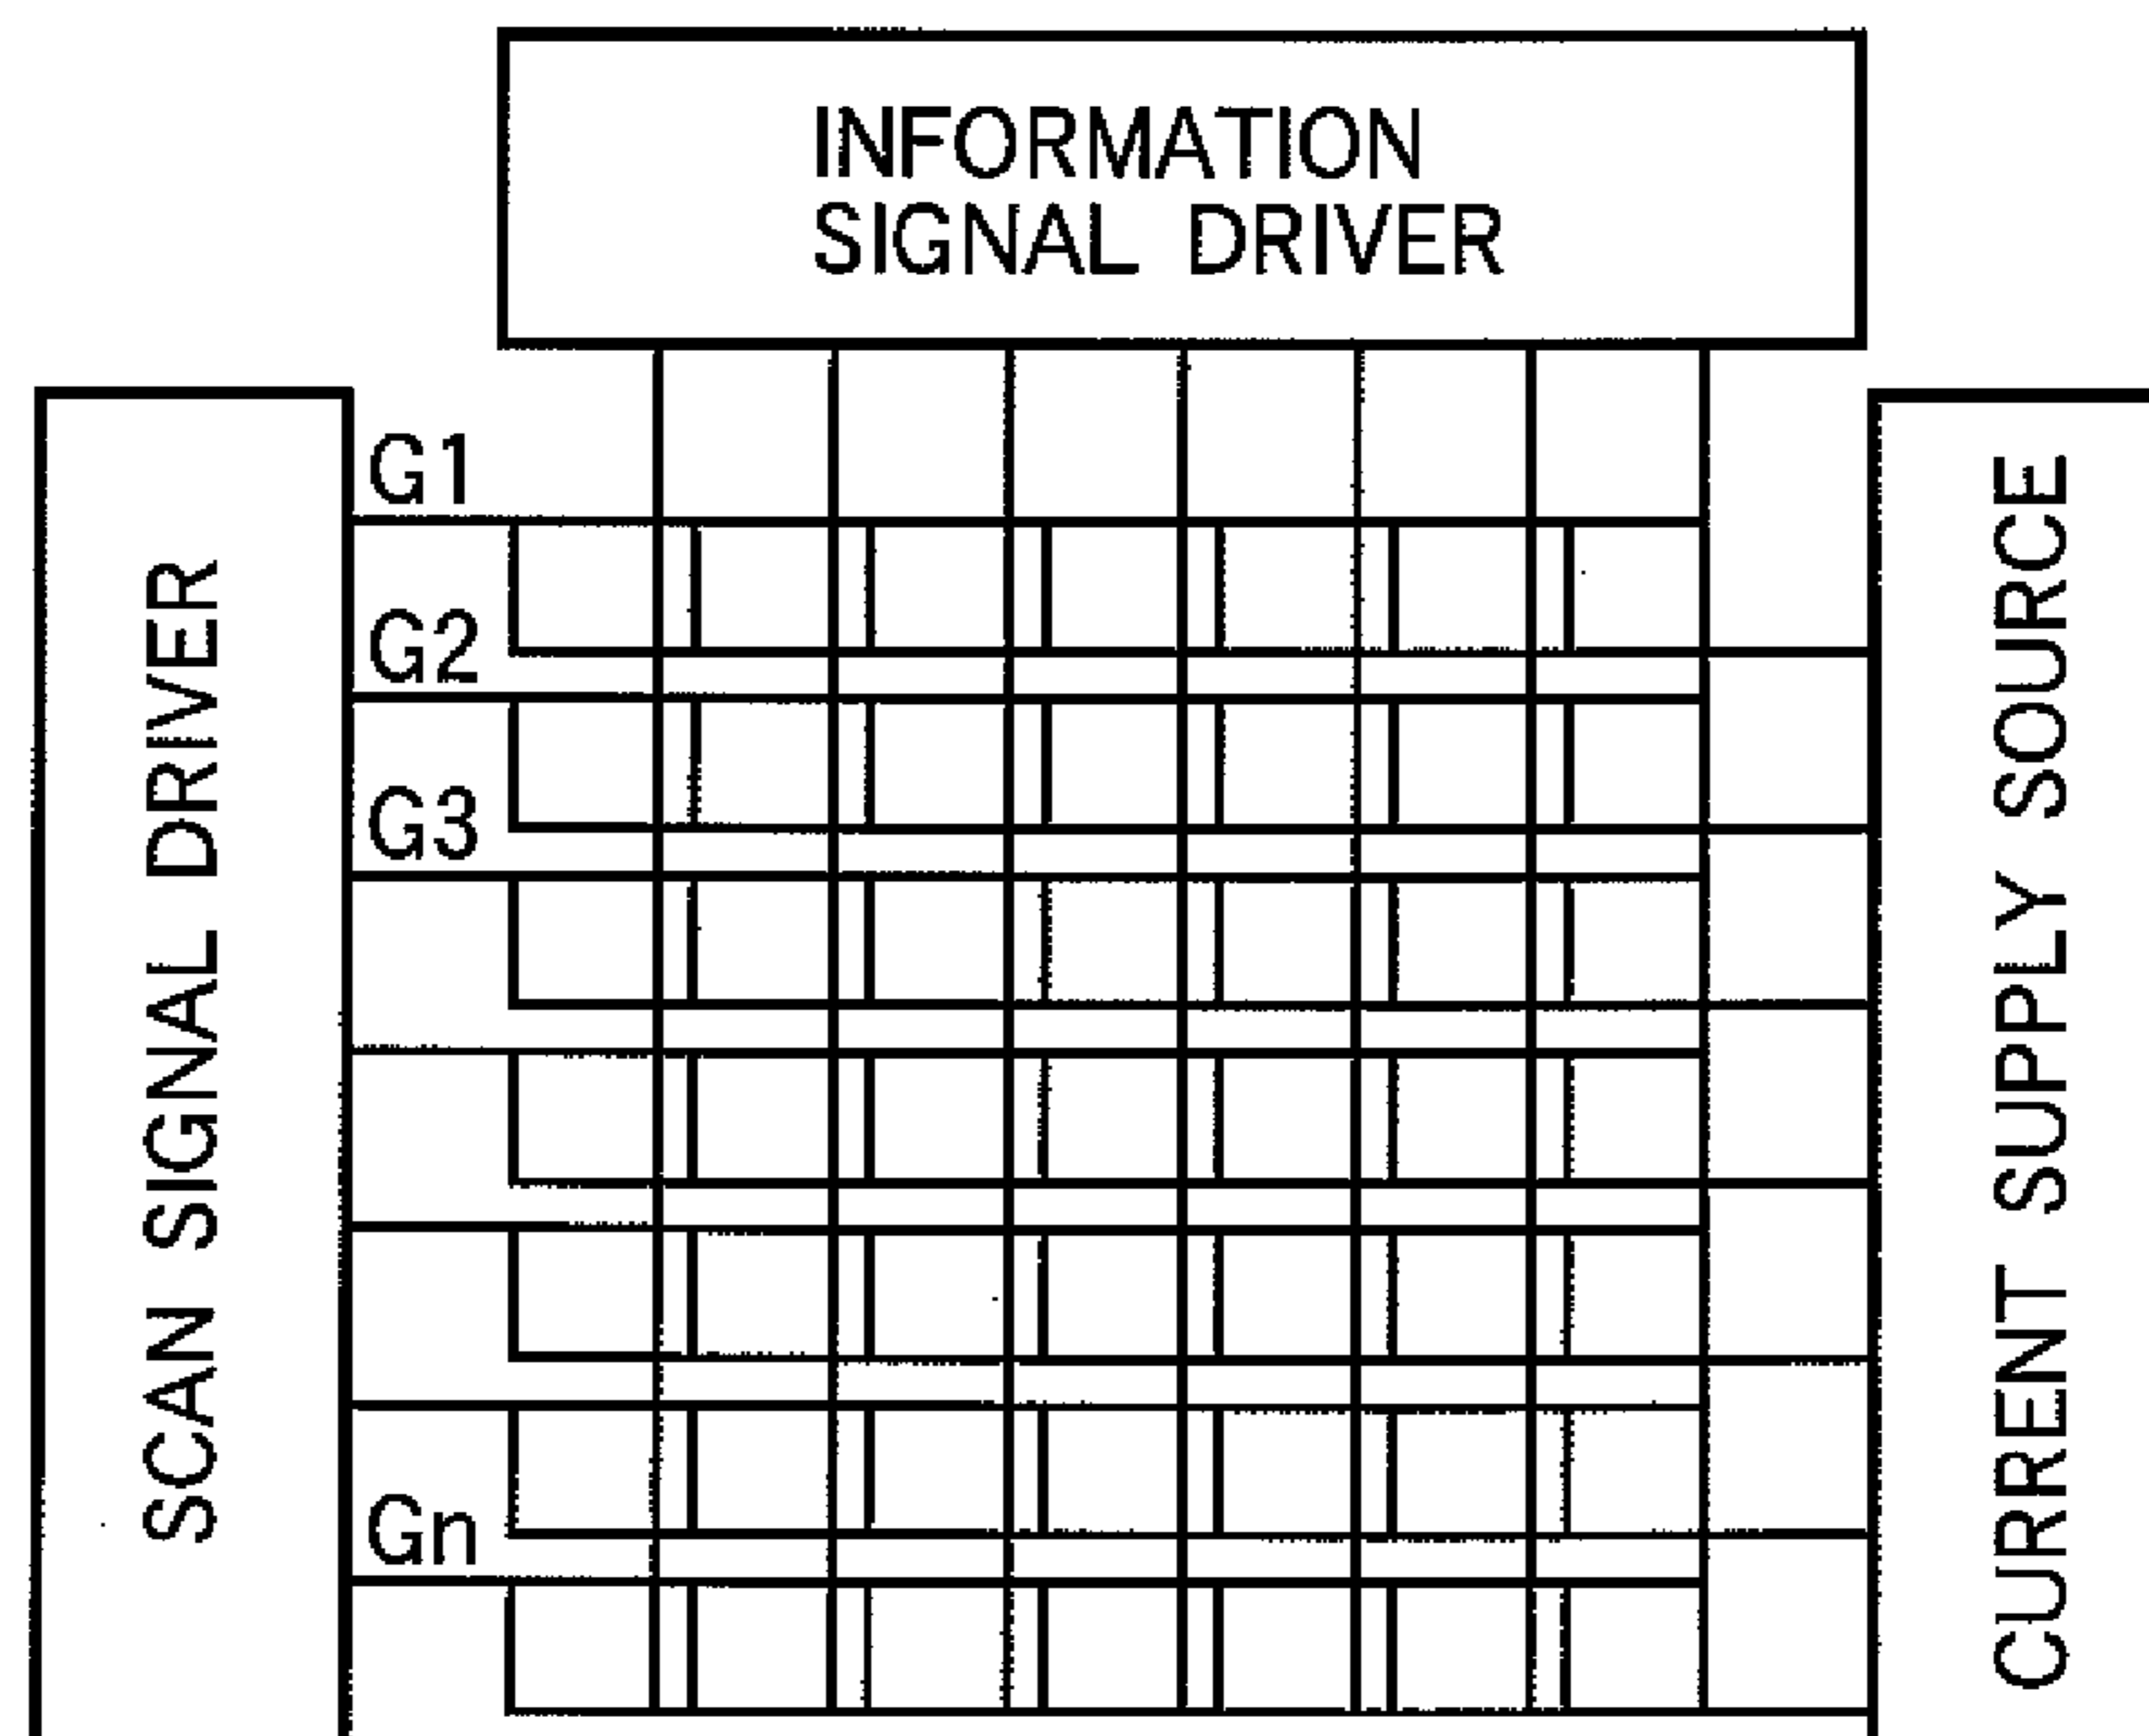 INFORMATION
SIGNAL DRIVER
SCAN SIGNAL DRIVER
G1
G2
G3
Gn
CURRENT SUPPLY SOURCE